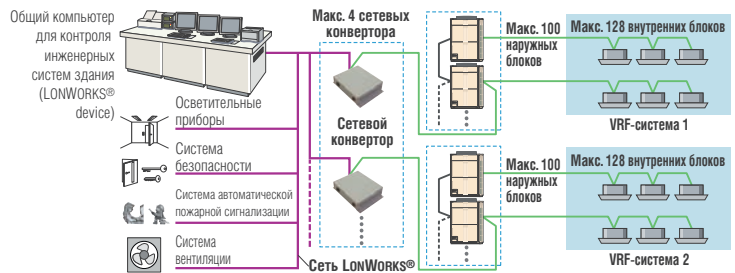 Общий компьютер
для контроля
инженерных
систем здания
(LONWORKS®
device)
Осветительные
приборы
Система
безопасности
Система автоматической
пожарной сигнализации
Система
вентиляции
Сеть LONWORKS®
Макс. 4 сетевых
конвертора
Сетевой
конвертор
Макс. 100
наружных
блоков
Макс. 128 внутренних блоков
VRF-система 1
Макс. 100
наружных
блоков
Макс. 128 внутренних блоков
VRF-система 2